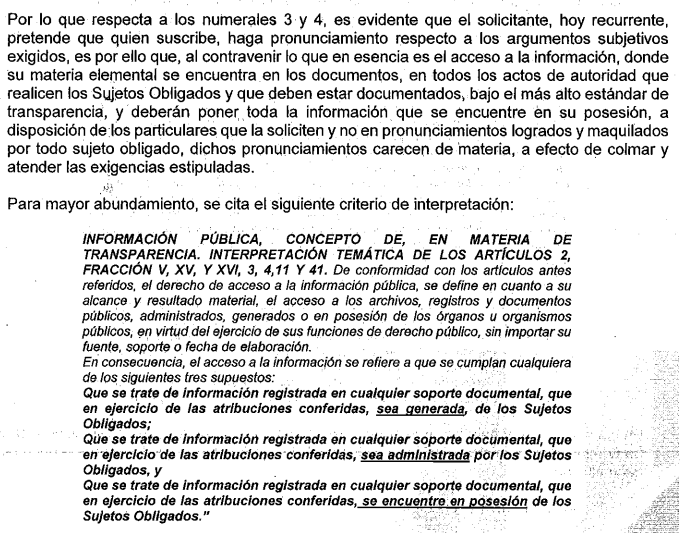 Por lo que respecta a los numerales 3 y 4, es evidente que el solicitante, hoy recurrente,
pretende que quien suscribe, haga pronunciamiento respecto a los argumentos subjetivos
exigidos, es por ello que, al contravenir lo que en esencia es el acceso a la información, donde
su materia elemental se encuentra en los documentos, en todos los actos de autoridad que
realicen los Sujetos Obligados y que deben estar documentados, bajo el más alto estándar de
transparencia, y deberán poner toda la información que se encuentre en su posesión, a
disposición de los particulares que la soliciten y no en pronunciamientos logrados y maquilados
por todo sujeto obligado, dichos pronunciamientos carecen de materia, a efecto de colmar y
atender las exigencias estipuladas.
Para mayor abundamiento, se cita el siguiente criterio de interpretación:
INFORMACIÓN PÚBLICA, CONCEPTO DE, EN MATERIA DE
TRANSPARENCIA. INTERPRETACIÓN TEMÁTICA DE LOS ARTÍCULOS 2,
FRACCIÓN V, XV, Y XVI, 3, 4,11 Y 41. De conformidad con los artículos antes
referidos, el derecho de acceso a la información pública, se define en cuanto a su
alcance y resultado material, el acceso a los archivos, registros y documentos
públicos, administrados, generados o en posesión de los órganos u organismos
públicos, en virtud del ejercicio de sus funciones de derecho público, sin importar su
fuente, soporte o fecha de elaboración.
En consecuencia, el acceso a la información se refiere a que se cumplan cualquiera
de los siguientes tres supuestos:
Que se trate de información registrada en cualquier soporte documental, que
en ejercicio de las atribuciones conferidas, sea generada, de los Sujetos
Obligados;
Que se trate de información registrada en cualquier soporte documental, que
en ejercicio de las atribuciones conferidas, sea administrada por los Sujetos
Obligados, y
Que se trate de información registrada en cualquier soporte documental, que
en ejercicio de las atribuciones conferidas, se encuentre en posesión de los
Sujetos Obligados."